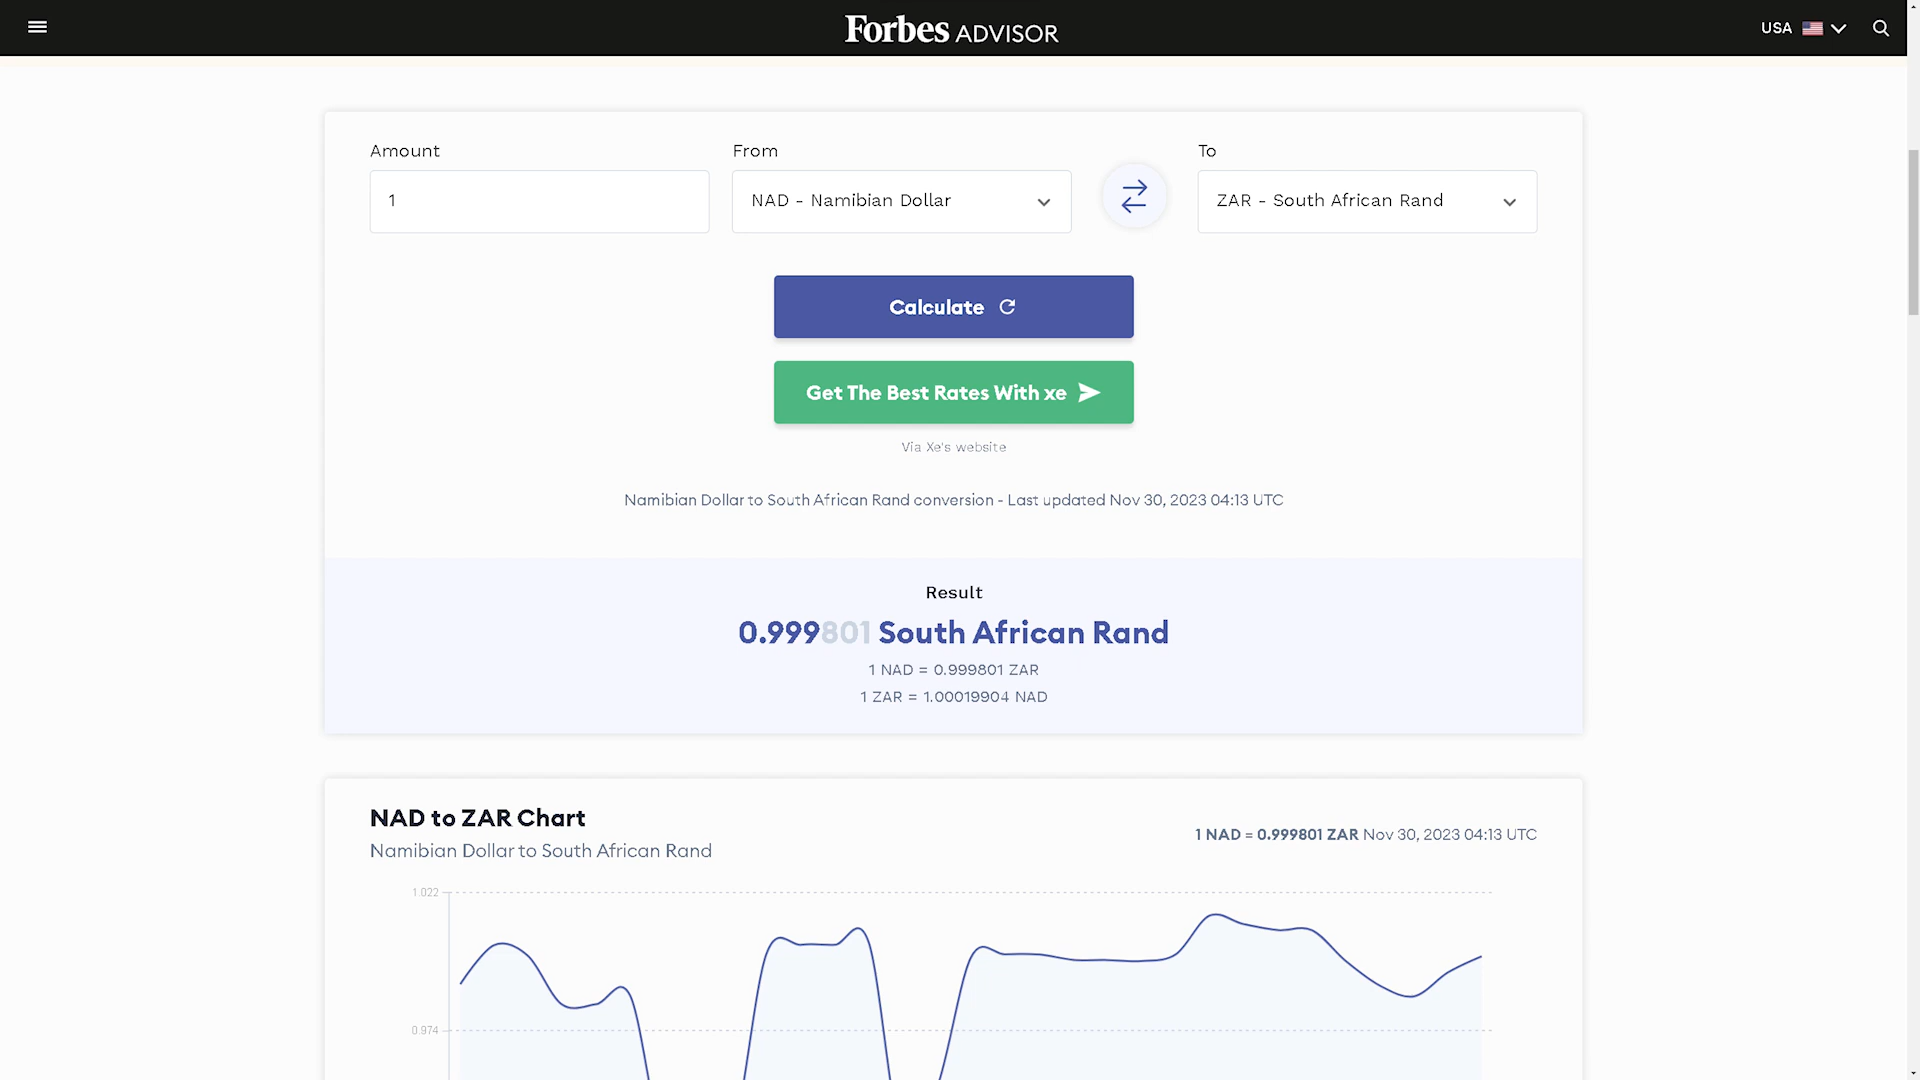 Forbes ADVISOR
USA
Amount
From
To
1
NAD - Namibian Dollar
ZAR - South African Rand
Calculate
Get The Best Rates With xe
Via Xe's website
Namibian Dollar to South African Rand conversion - Last updated Nov 30, 2023 04:13 UTC
Result
0.999801 South African Rand
1 NAD = 0.999801 ZAR
1 ZAR = 1.00019904 NAD
NAD to ZAR Chart
Namibian Dollar to South African Rand
1 NAD = 0.999801 ZAR Nov 30, 2023 04:13 UTC
1.022
0.974